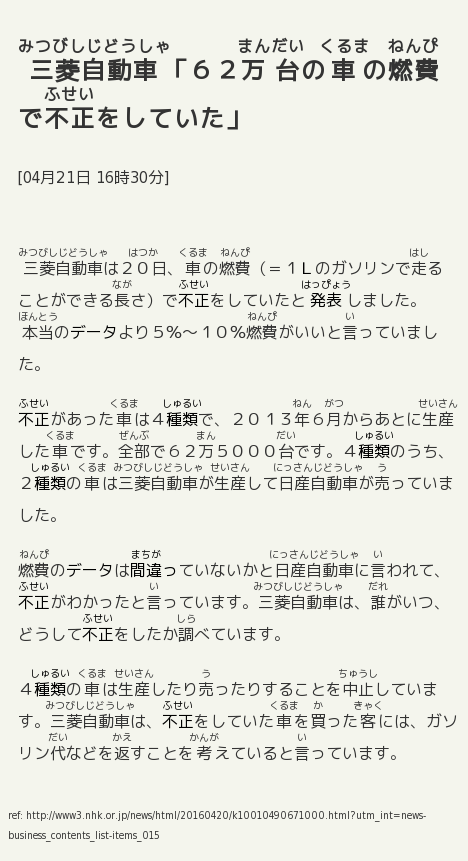 みつびしじどうしゃ まんだい くるま ねんぴ
三菱自動車「６２万 台の車の燃費
ふせい
で不正をしていた」
[04月21日 16時30分]
みつびしじどうしゃ はつか くるま ねんぴ はし
三菱自動車は２０日、車の燃費（＝１Ｌのガソリンで走る
なが ふせい はっぴょう
ことができる長さ）で不正をしていたと発表しました。
ほんとう ねんぴ い
本当のデータより５％～１０％燃費がいいと言っていまし
た。
ふせい くるま しゅるい ねん がつ せいさん
不正があった車は４種類で、２０１３年６月からあとに生産
くるま ぜんぶ まん だい しゅるい
した車です。全部で６２万５０００台です。４種類のうち、
しゅるい くるま みつびしじどうしゃ せいさん にっさんじどうしゃ う
２種類の車は三菱自動車が生産して日産自動車が売っていま
した。
ねんぴ まちが にっさんじどうしゃ い
燃費のデータは間違っていないかと日産自動車に言われて、
ふせい い みつびしじどうしゃ だれ
不正がわかったと言っています。三菱自動車は、誰がいつ、
ふせい しら
どうして不正をしたか調べています。
しゅるい くるま せいさん う ちゅうし
４種類の車は生産したり売ったりすることを中止していま
みつびしじどうしゃ ふせい くるま か きゃく
す。三菱自動車は、不正をしていた車を買った客には、ガソ
だい かえ かんが い
リン代などを返すことを考えていると言っています。
ref: http://www3.nhk.or.jp/news/html/20160420/k10010490671000.html?utm_int=news-
business_contents_list-items_015